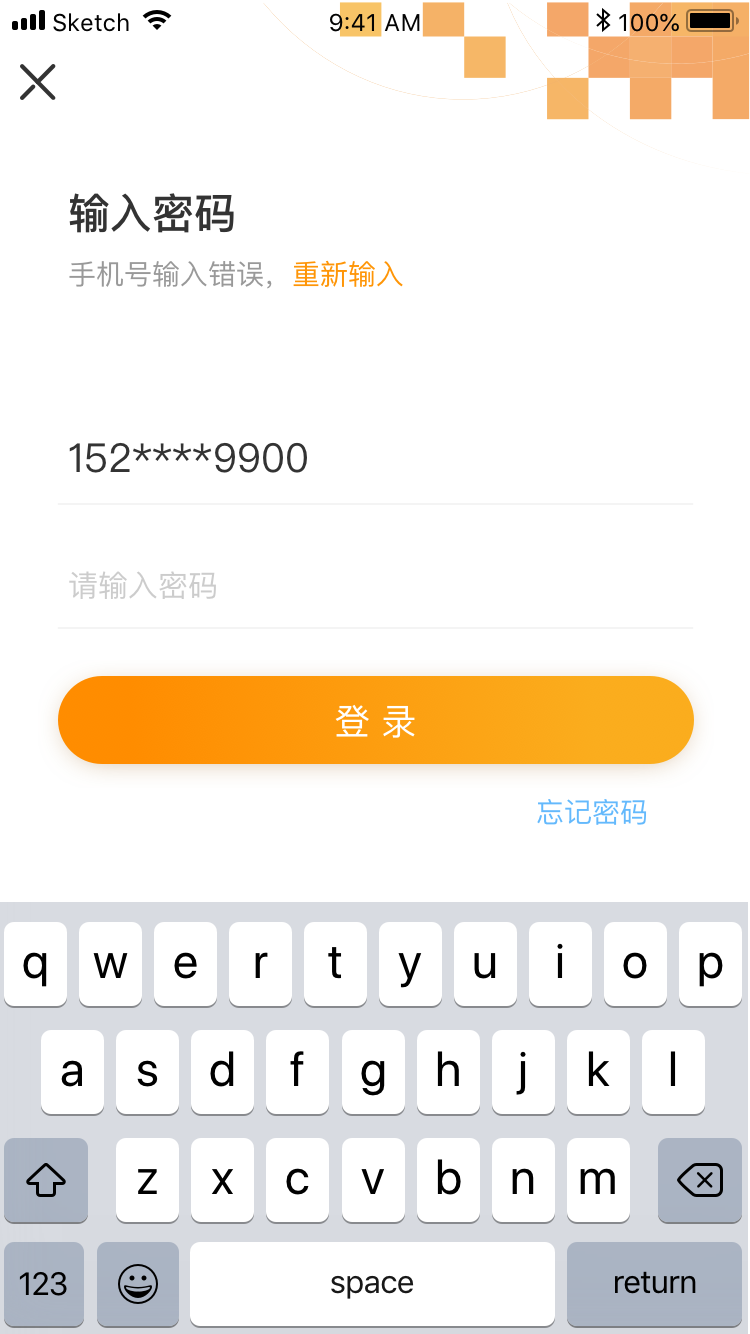 Sketch 9:41 AM 100%
输入密码
手机号输入错误，重新输入
152****9900
请输入密码
登 录
忘记密码
q w e r t y u i o p
a s d f g h j k l
z x c v b n m
123 space return